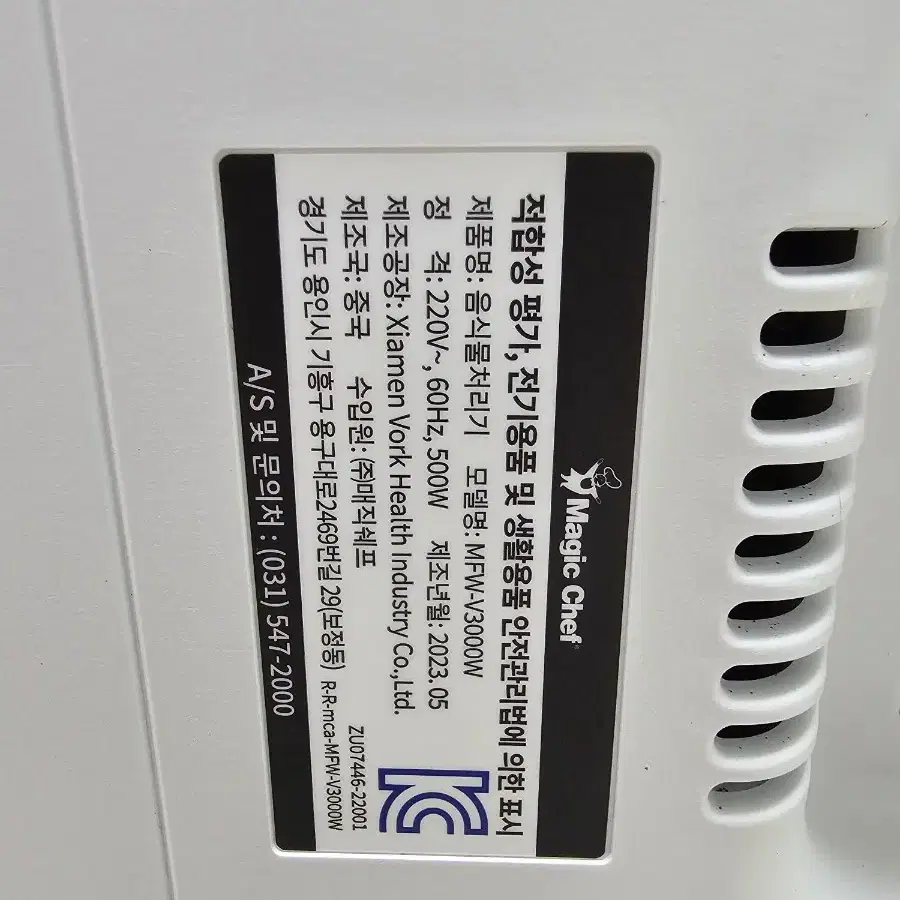 Magic Chef
적합성 평가, 전기용품 및 생활용품 안전관리법에 의한 표시
제품명: 음식물처리기 모델명: MFW-V3000W
정 격: 220V~, 60Hz, 500W 제조년월: 2023. 05
제조공장: Xiamen Vork Health Industry Co.,Ltd.
제조국: 중국 수입원: (주)매직쉐프
경기도 용인시 기흥구 용구대로2469번길 29(보정동)
KC
ZU07446-22001
R-R-mca-MFW-V3000W
A/S 및 문의처 : (031) 547-2000